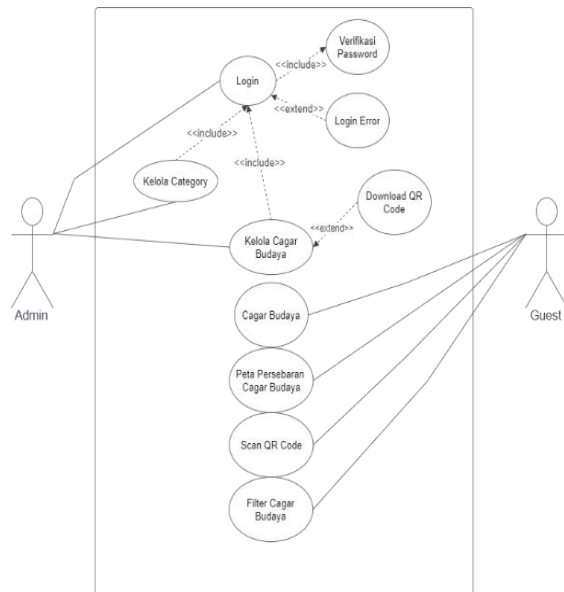 Verifikasi
Password
<<include>>
Login
<<extend>>
Login Error
<<include>>
<<include>>
Kelola Category
Download QR
Code
<<extend>>
Kelola Cagar
Budaya
Admin
Guest
Cagar Budaya
Peta Persebaran
Cagar Budaya
Scan QR Code
Filter Cagar
Budaya